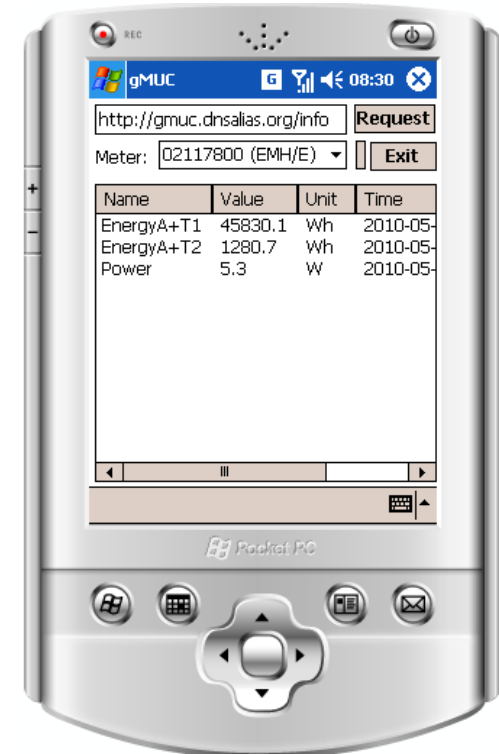 REC
gMUC G 08:30
http://gmuc.dnsalias.org/info Request
Meter: 02117800 (EMH/E) Exit
Name Value Unit Time
EnergyA+T1 45830.1 Wh 2010-05-
EnergyA+T2 1280.7 Wh 2010-05-
Power 5.3 W 2010-05-
Pocket PC